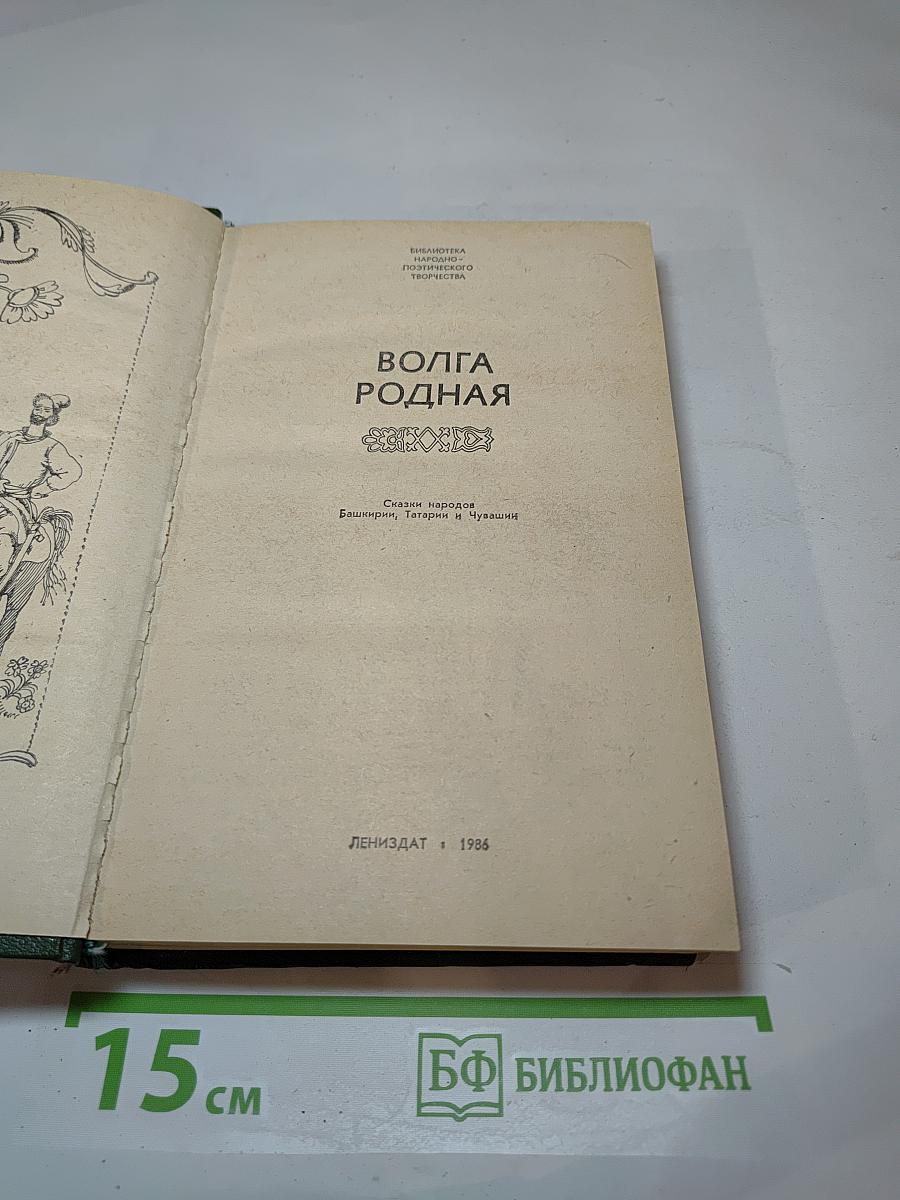 БИБЛИОТЕКА
НАРОДНО-
ПОЭТИЧЕСКОГО
ТВОРЧЕСТВА
ВОЛГА
РОДНАЯ
Сказки народов
Башкирии, Татарии и Чувашии
ЛЕНИЗДАТ • 1986
15 см
БФ БИБЛИОФАН